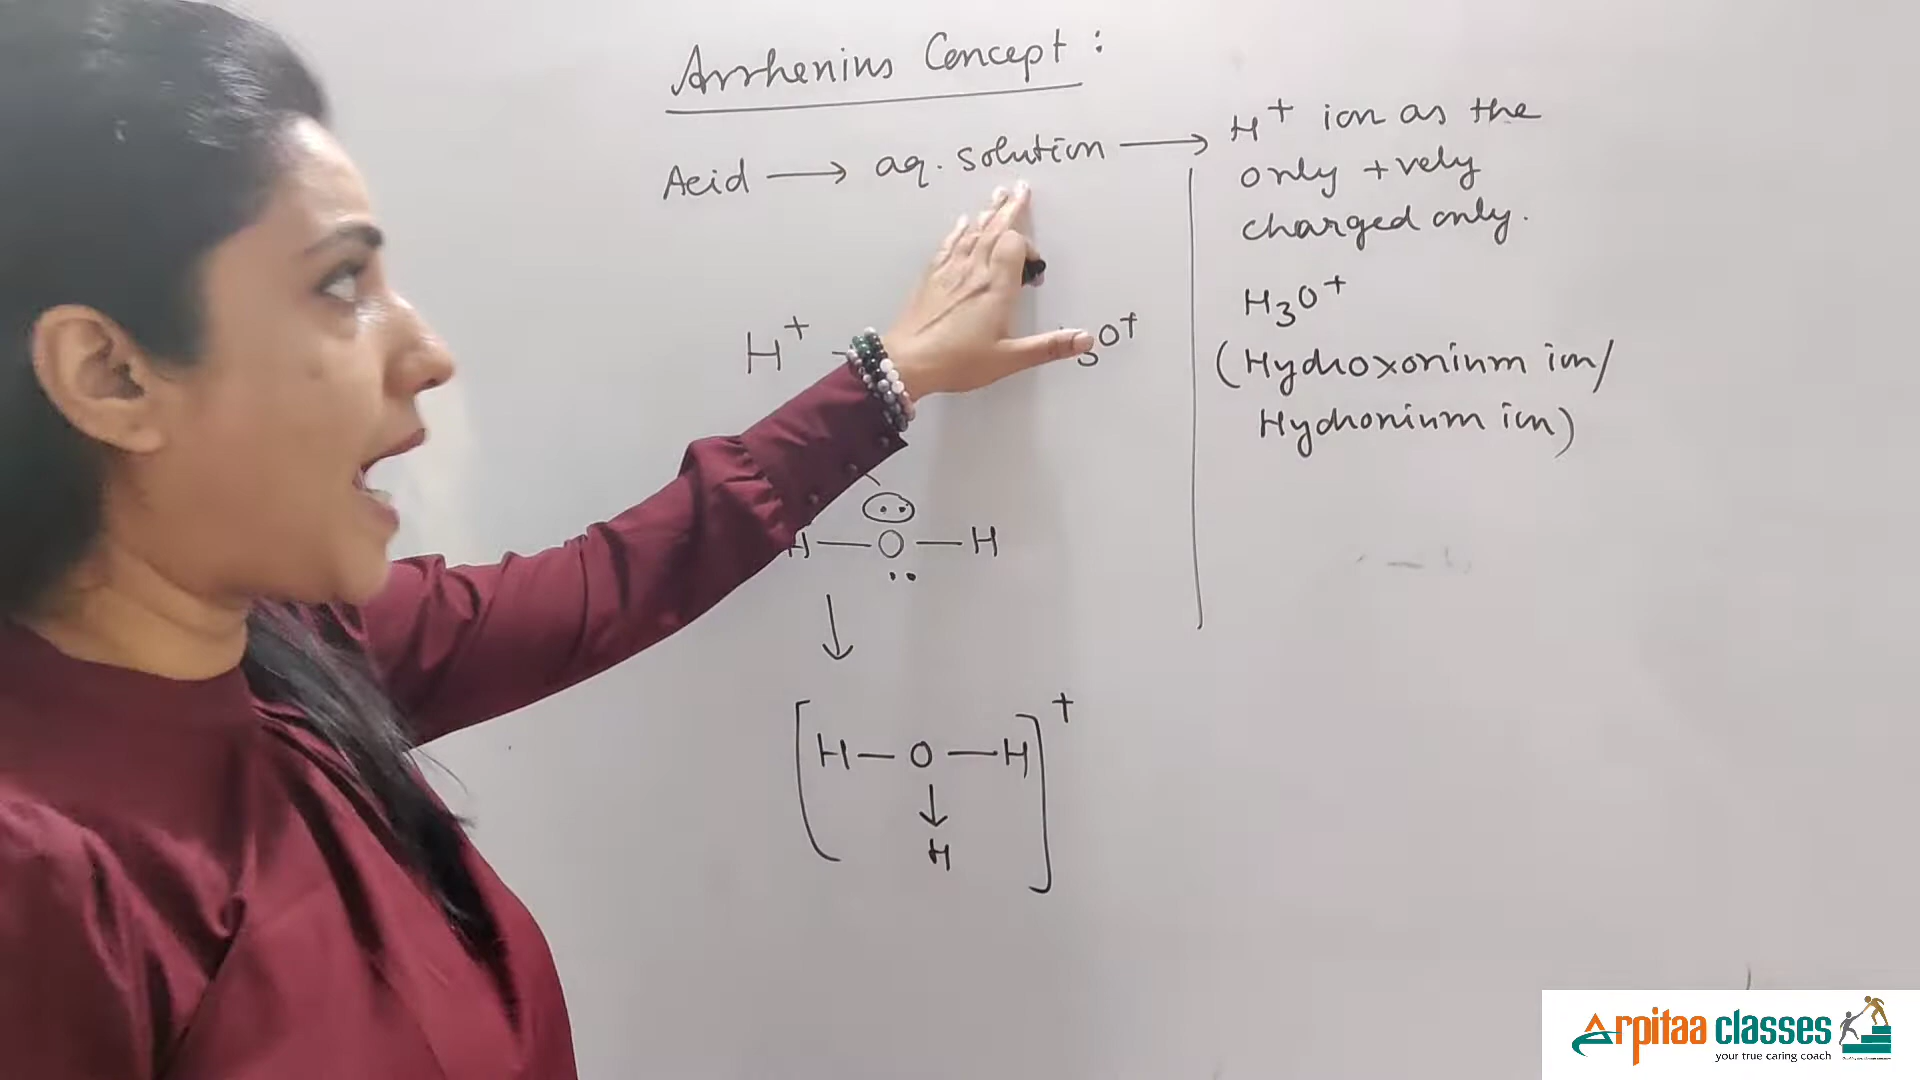 Arrhenius Concept :
Acid → aq. solution → H+ ion as the
only +vely
charged only.
H3O+
(Hydroxonium ion/
Hydronium ion)
H+ 3O+
H — O — H
↓
[H — O — H]+
↓
H
Arpitaa classes
your true caring coach